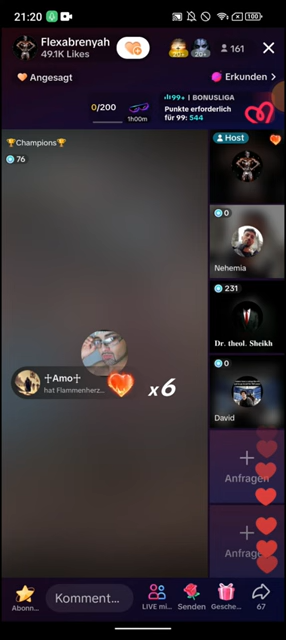 21:20
100
Flexabrenyah
49.1K Likes
161
Angesagt
Erkunden
0/200
1h00m
99+ | BONUSLIGA
Punkte erforderlich
für 99: 544
🏆Champions🏆
76
Host
0
Nehemia
231
Dr. theol. Sheikh
0
David
♱Amo♱
hat Flammenherz...
x6
Anfragen
Anfragen
Abonn...
Komment...
LIVE mi...
Senden
Gesche...
67